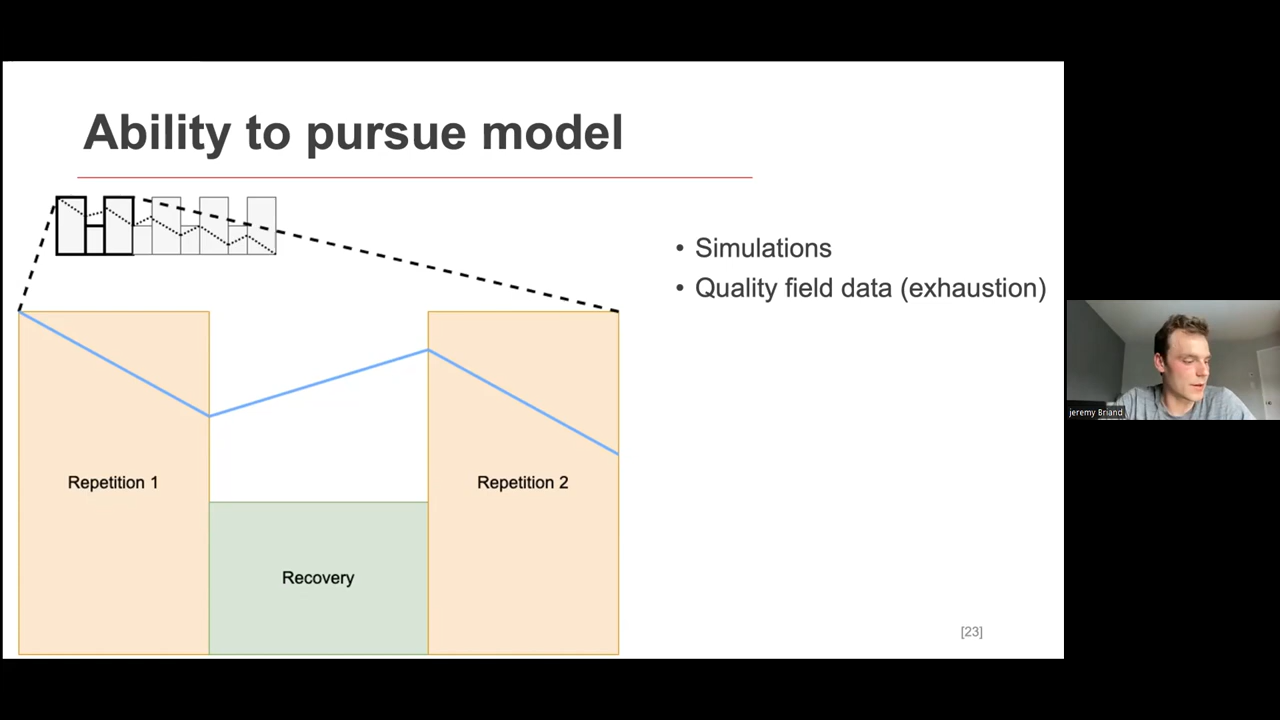 Ability to pursue model
• Simulations
• Quality field data (exhaustion)
Repetition 1
Repetition 2
Recovery
[23]
jeremy Briand